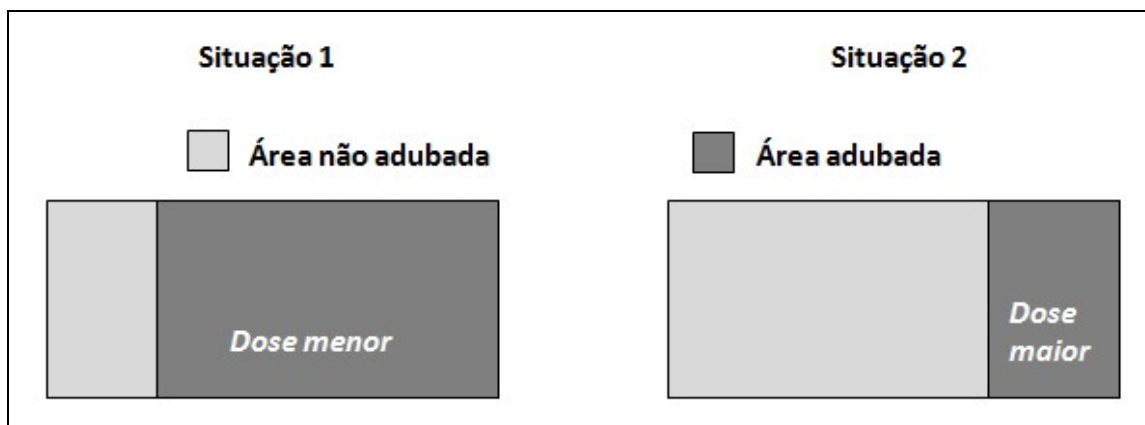 Situação 1
Situação 2
Área não adubada
Área adubada
Dose menor
Dose
maior